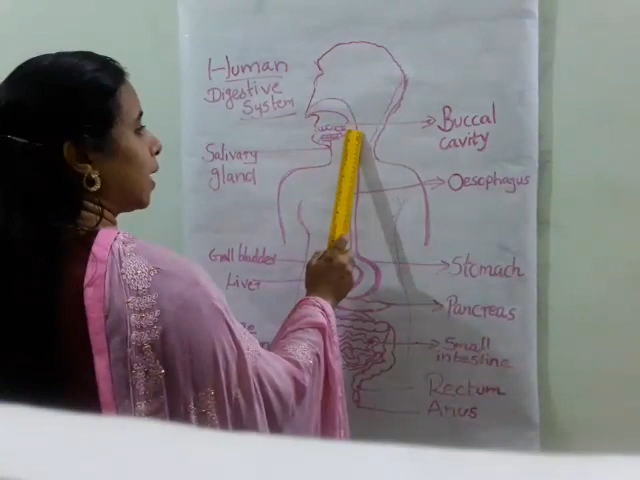 Human
Digestive
System
Buccal
cavity
Salivary
gland
Oesophagus
Gall bladder
Stomach
Liver
Pancreas
Small
intestine
Rectum
Anus